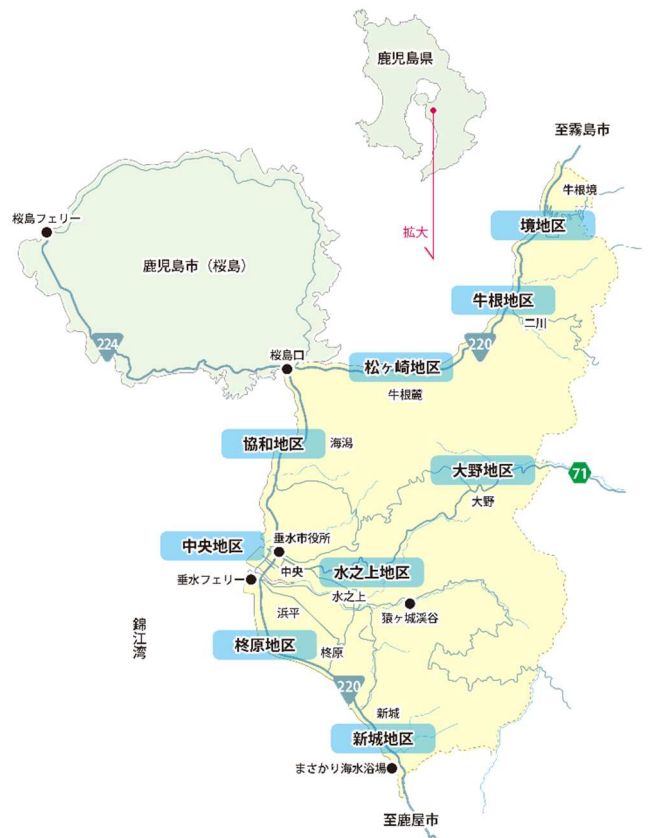 鹿児島県
至霧島市
牛根境
境地区
桜島フェリー
拡大
鹿児島市（桜島）
牛根地区
二川
224
220
桜島口
松ヶ崎地区
牛根麓
協和地区
海潟
大野地区
71
大野
中央地区
垂水市役所
中央
水之上地区
垂水フェリー
水之上
浜平
猿ヶ城渓谷
錦江湾
柊原地区
柊原
220
新城
新城地区
まさかり海水浴場
至鹿屋市